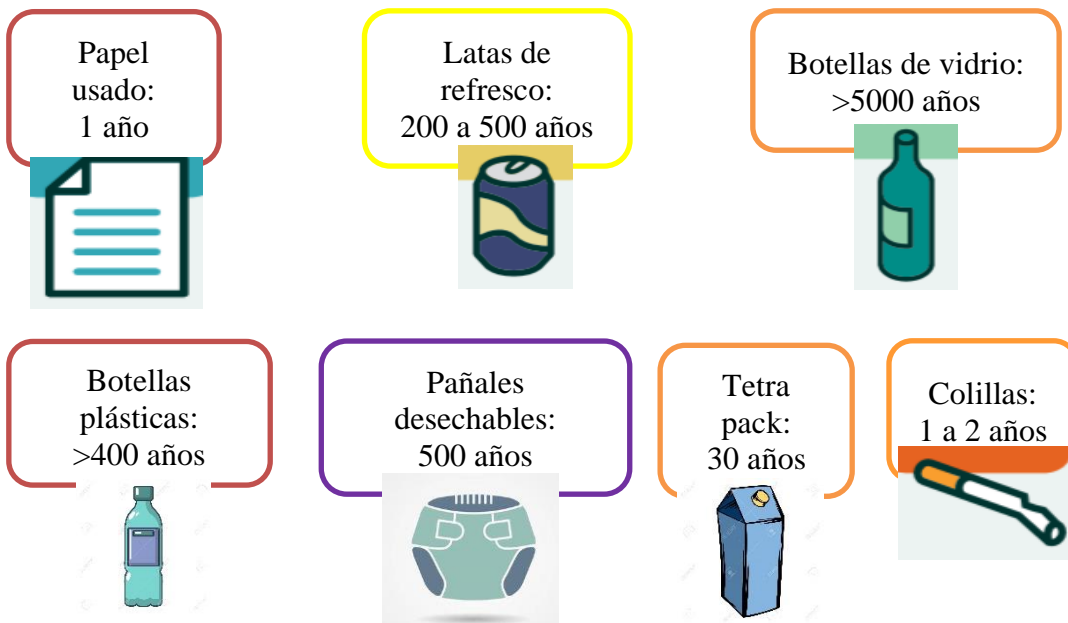 Papel
usado:
1 año
Latas de
refresco:
200 a 500 años
Botellas de vidrio:
>5000 años
Botellas
plásticas:
>400 años
Pañales
desechables:
500 años
Tetra
pack:
30 años
Colillas:
1 a 2 años